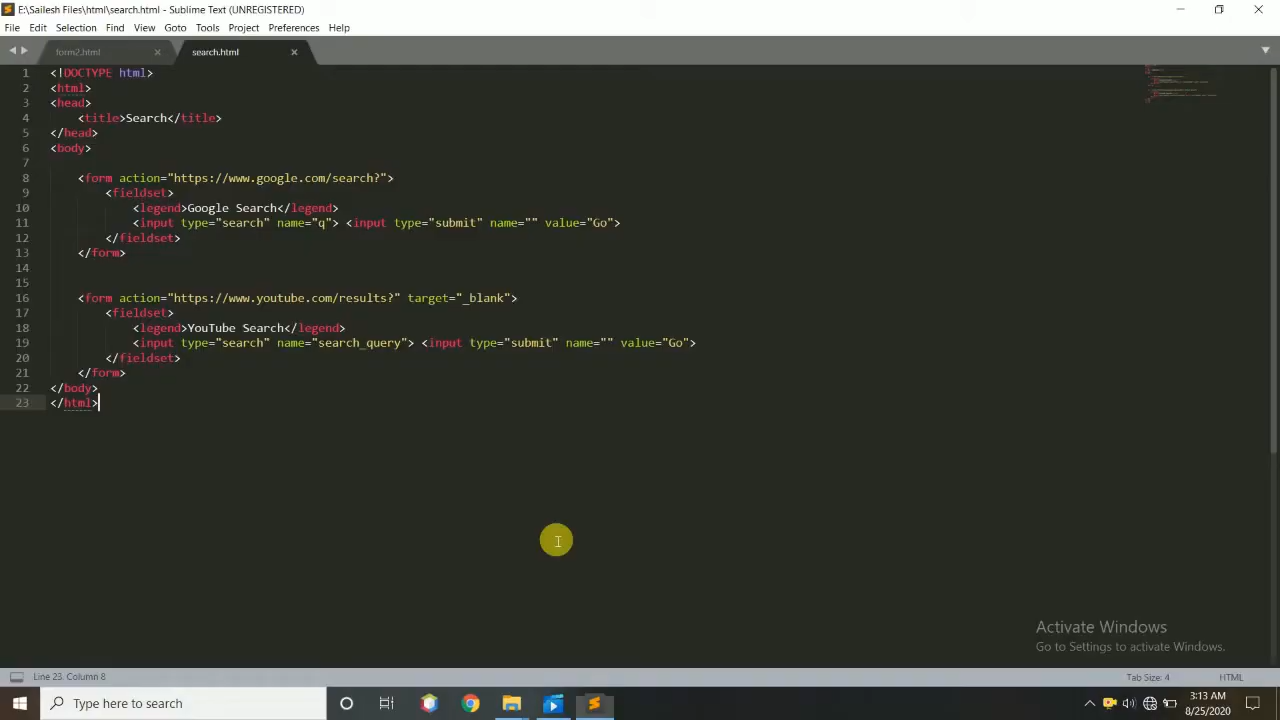 E:\Sailesh Files\html\search.html - Sublime Text (UNREGISTERED)
File Edit Selection Find View Goto Tools Project Preferences Help
form2.html search.html
1 <!DOCTYPE html>
2 <html>
3 <head>
4 <title>Search</title>
5 </head>
6 <body>
7
8 <form action="https://www.google.com/search?">
9 <fieldset>
10 <legend>Google Search</legend>
11 <input type="search" name="q"> <input type="submit" name="" value="Go">
12 </fieldset>
13 </form>
14
15
16 <form action="https://www.youtube.com/results?" target="_blank">
17 <fieldset>
18 <legend>YouTube Search</legend>
19 <input type="search" name="search_query"> <input type="submit" name="" value="Go">
20 </fieldset>
21 </form>
22 </body>
23 </html>
Activate Windows
Go to Settings to activate Windows.
Line 23, Column 8 Tab Size: 4 HTML
Type here to search 3:13 AM
8/25/2020